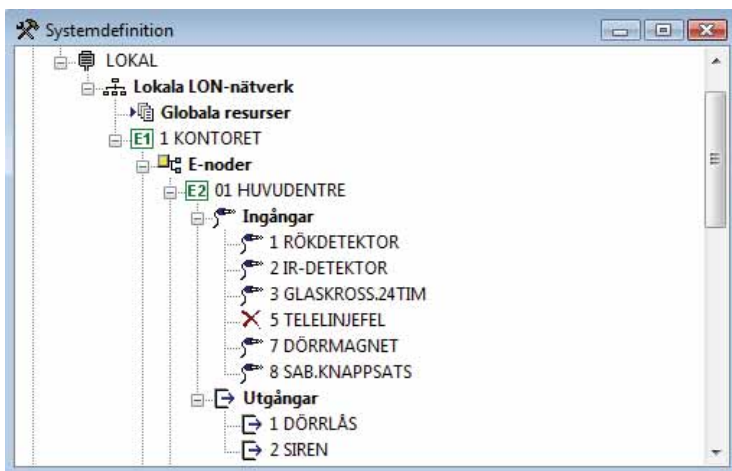 Systemdefinition
LOKAL
Lokala LON-nätverk
Globala resurser
E1 1 KONTORET
E-noder
E2 01 HUVUDENTRE
Ingångar
1 RÖKDETEKTOR
2 IR-DETEKTOR
3 GLASKROSS.24TIM
5 TELELINJEFEL
7 DÖRRMAGNET
8 SAB.KNAPPSATS
Utgångar
1 DÖRRLÅS
2 SIREN